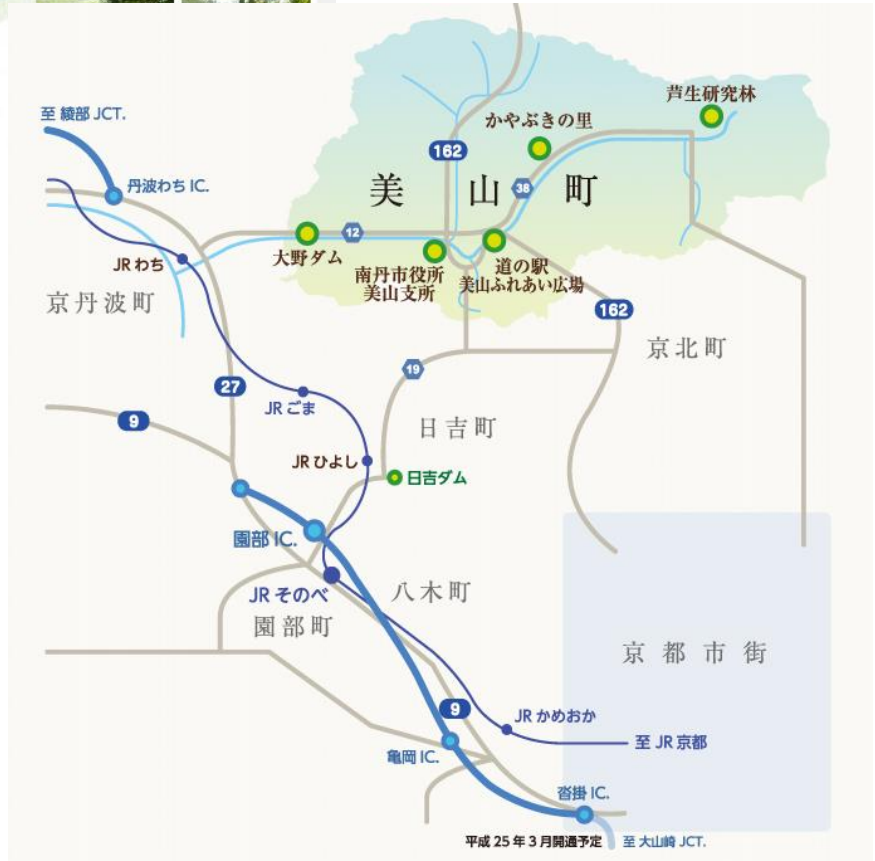 至 綾部 JCT.
丹波わち IC.
JR わち
京丹波町
芦生研究林
かやぶきの里
162
美山町
38
12
大野ダム
南丹市役所
美山支所
道の駅
美山ふれあい広場
162
京北町
27
19
9
JR ごま
日吉町
JR ひよし
日吉ダム
園部 IC.
JR そのべ
八木町
園部町
京都市街
9
JR かめおか
至 JR 京都
亀岡 IC.
沓掛 IC.
平成 25 年 3 月開通予定
至 大山崎 JCT.